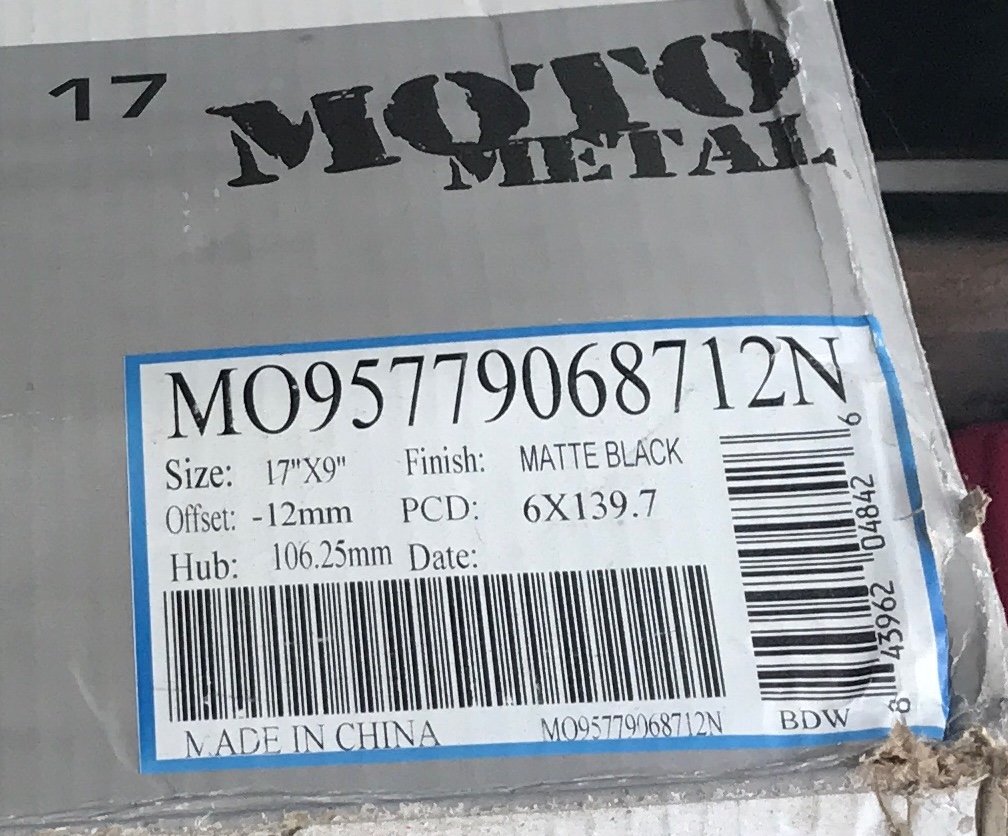 17 MOTO
METAL
MO95779068712N
Size: 17"X9" Finish: MATTE BLACK
Offset: -12mm PCD: 6X139.7
Hub: 106.25mm Date:
MADE IN CHINA MO95779068712N BDW
8 43962 04842 6